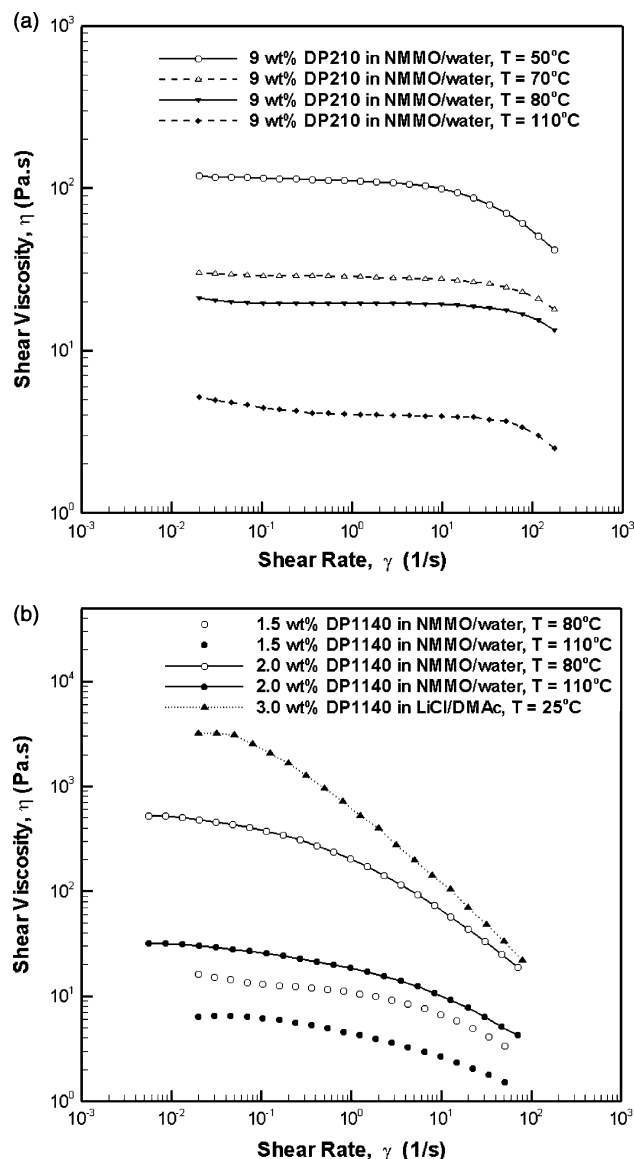 (a)
10³
9 wt% DP210 in NMMO/water, T = 50°C
9 wt% DP210 in NMMO/water, T = 70°C
9 wt% DP210 in NMMO/water, T = 80°C
9 wt% DP210 in NMMO/water, T = 110°C
10²
Shear Viscosity, η (Pa.s)
10¹
10⁰
10⁻³ 10⁻² 10⁻¹ 10⁰ 10¹ 10² 10³
Shear Rate, γ (1/s)
(b)
1.5 wt% DP1140 in NMMO/water, T = 80°C
1.5 wt% DP1140 in NMMO/water, T = 110°C
2.0 wt% DP1140 in NMMO/water, T = 80°C
2.0 wt% DP1140 in NMMO/water, T = 110°C
3.0 wt% DP1140 in LiCl/DMAc, T = 25°C
10⁴
10³
Shear Viscosity, η (Pa.s)
10²
10¹
10⁰
10⁻³ 10⁻² 10⁻¹ 10⁰ 10¹ 10² 10³
Shear Rate, γ (1/s)